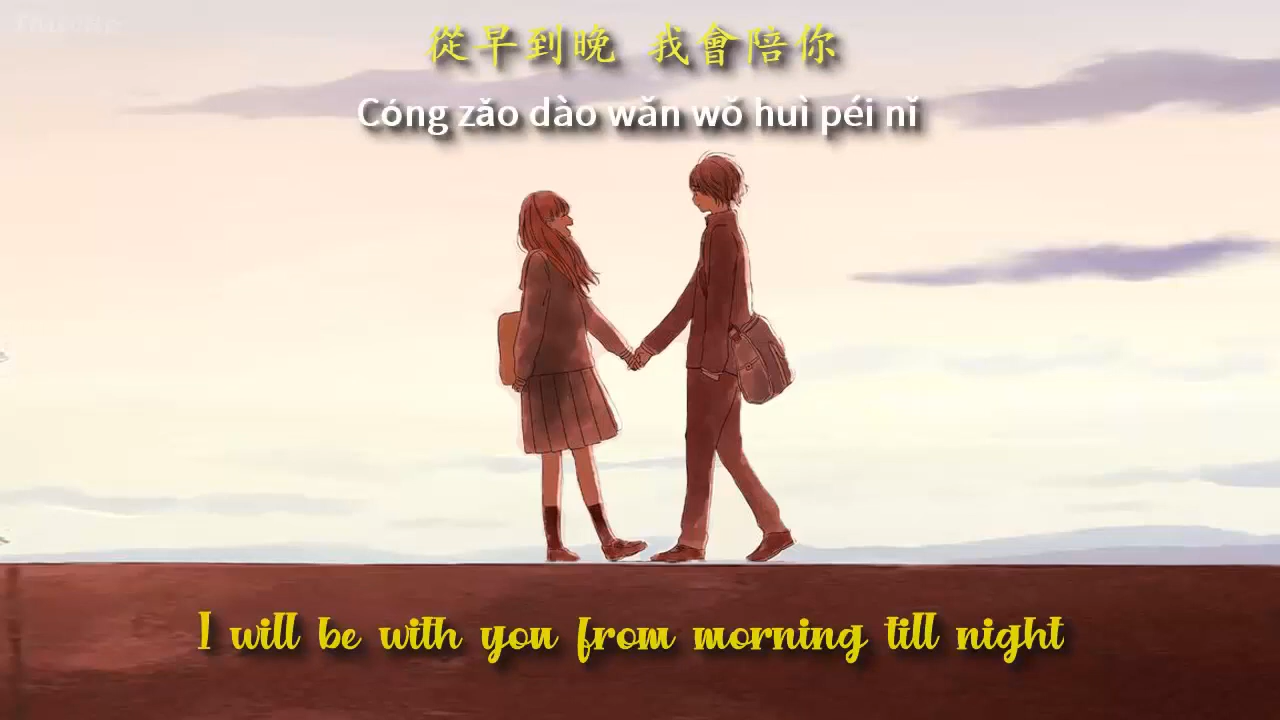 從早到晚 我會陪你
Cóng zǎo dào wǎn wǒ huì péi nǐ
I will be with you from morning till night